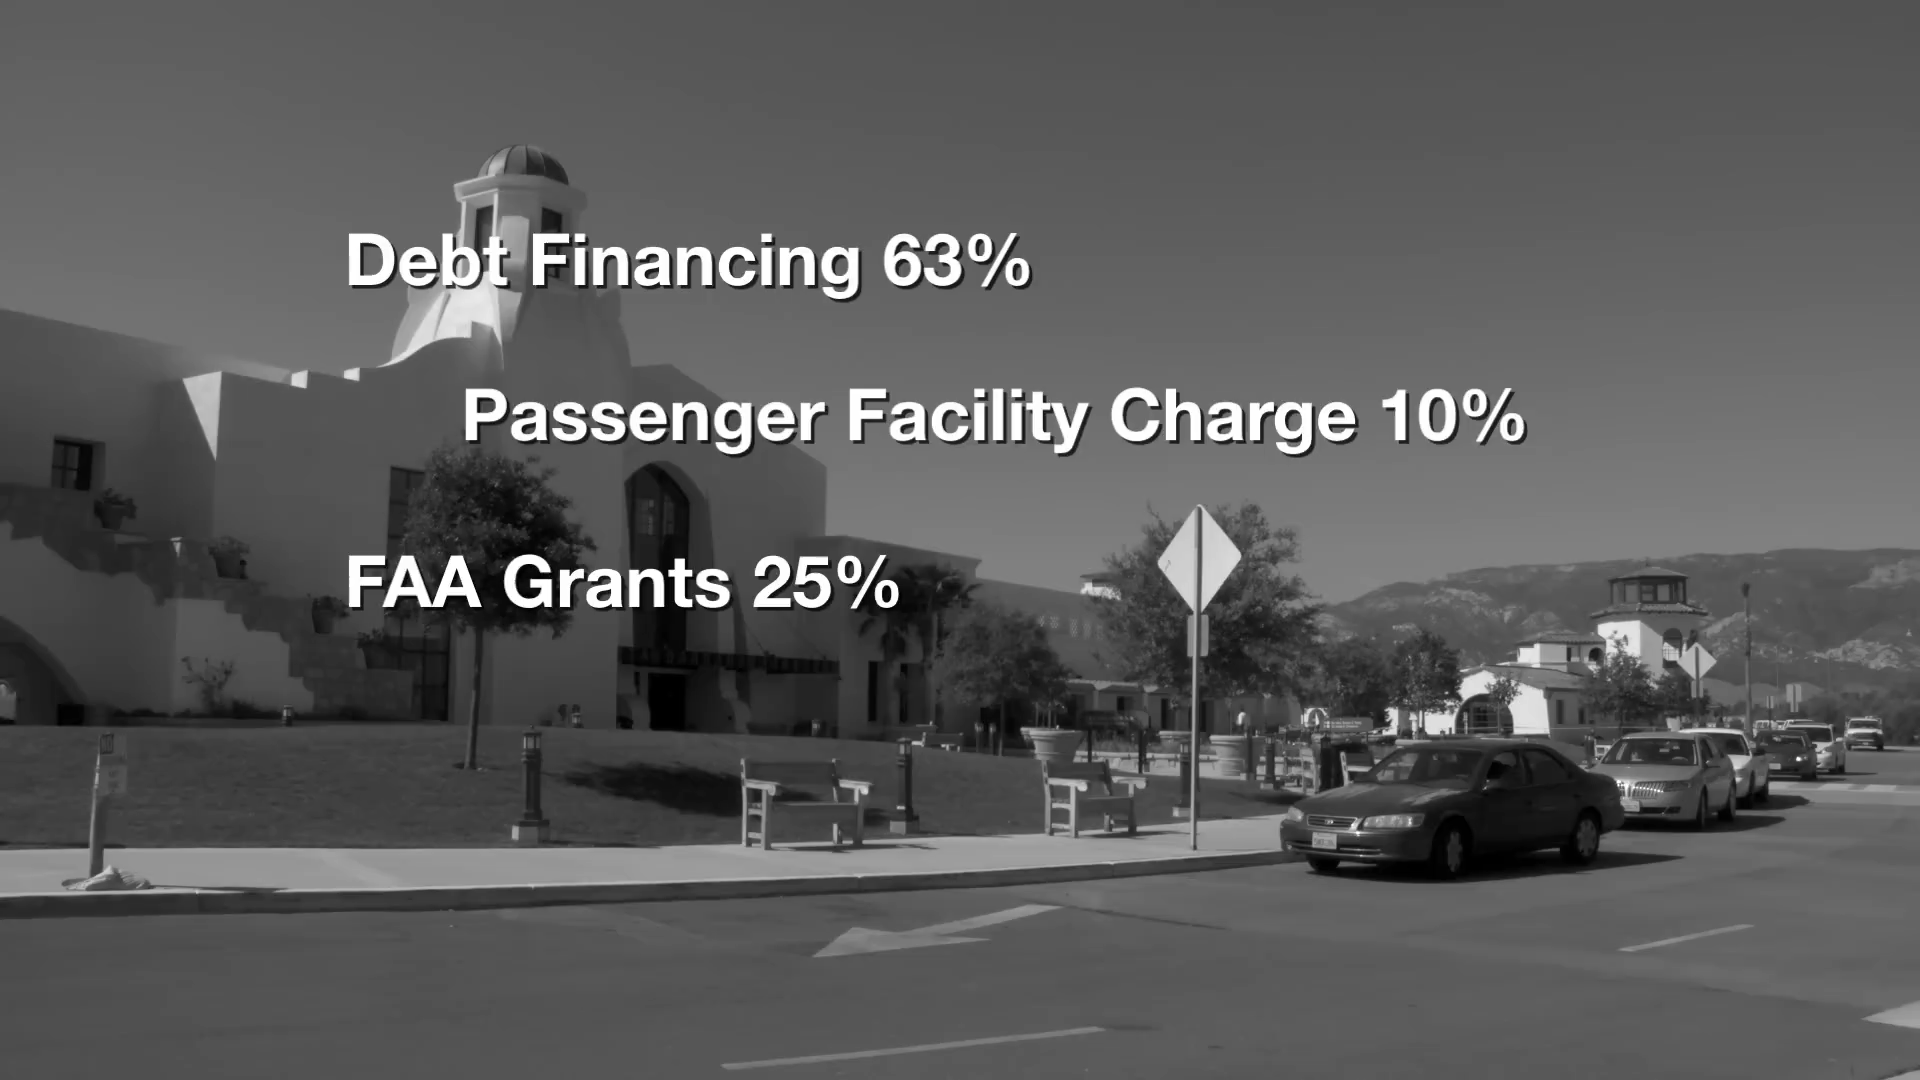 Debt Financing 63%
Passenger Facility Charge 10%
FAA Grants 25%